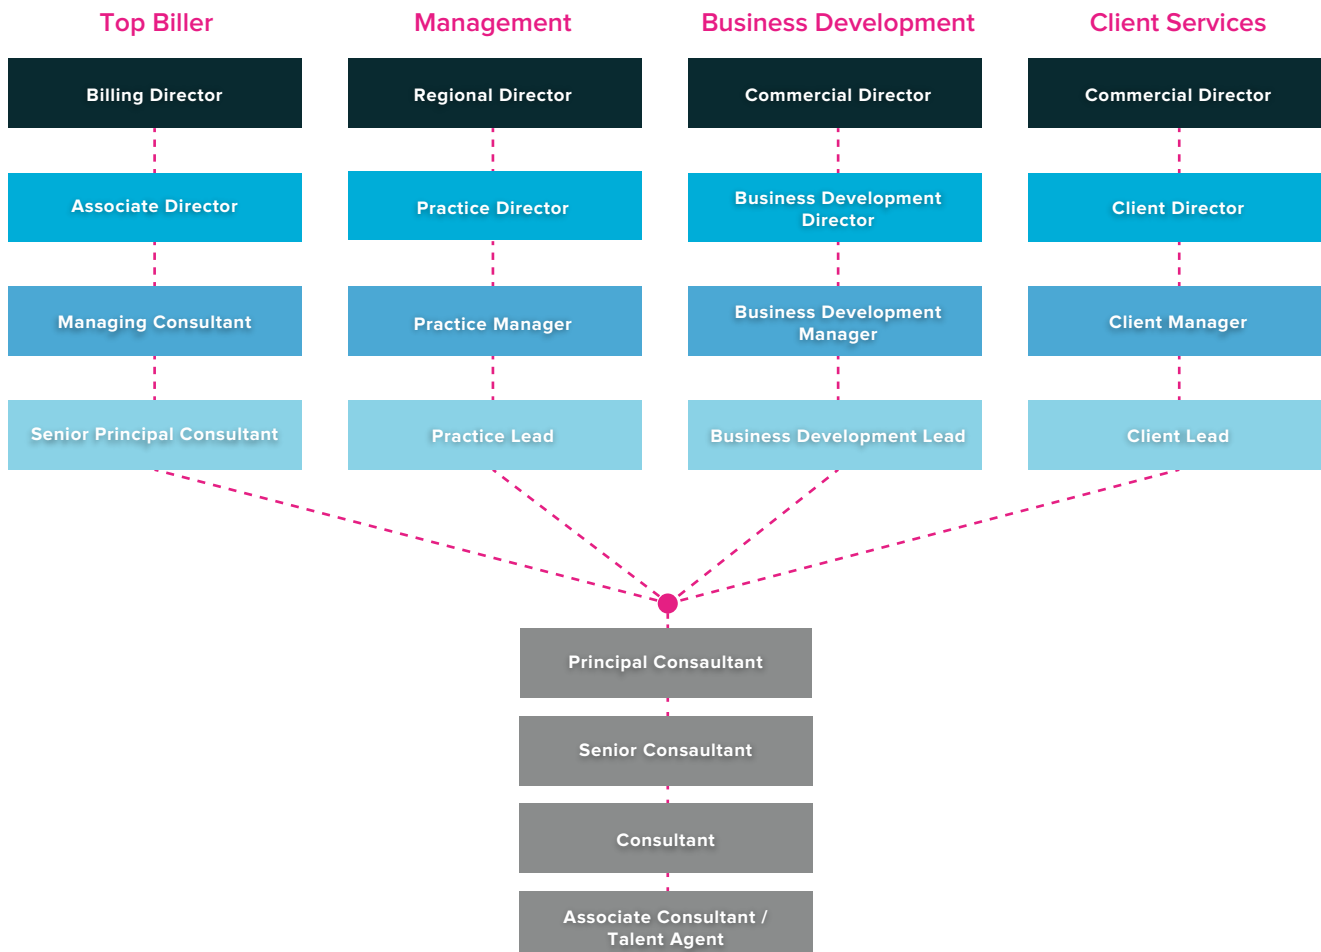 Top Biller
Management
Business Development
Client Services
Billing Director
Regional Director
Commercial Director
Commercial Director
Associate Director
Practice Director
Business Development
Director
Client Director
Managing Consultant
Practice Manager
Business Development
Manager
Client Manager
Senior Principal Consultant
Practice Lead
Business Development Lead
Client Lead
Principal Consaultant
Senior Consaultant
Consultant
Associate Consultant /
Talent Agent